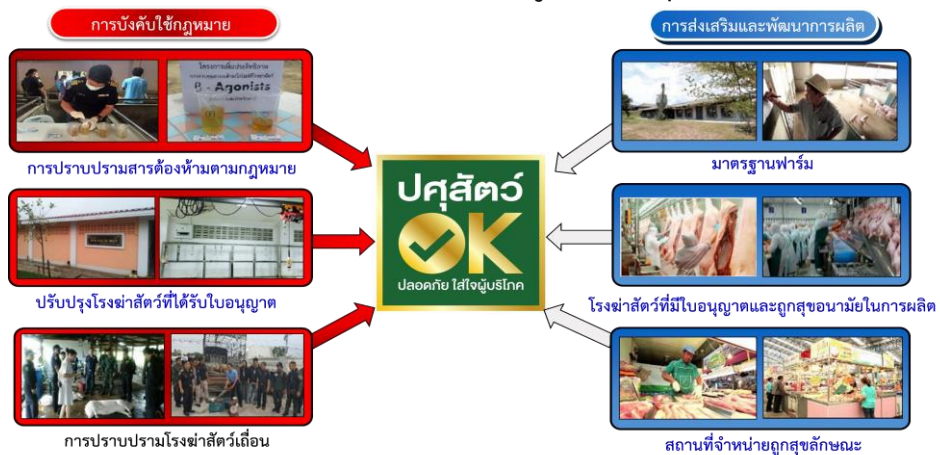 การบังคับใช้กฎหมาย
การส่งเสริมและพัฒนาการผลิต
β - Agonists
การปราบปรามสารต้องห้ามตามกฎหมาย
มาตรฐานฟาร์ม
ปศุสัตว์
OK
ปลอดภัย ใส่ใจผู้บริโภค
ปรับปรุงโรงฆ่าสัตว์ที่ได้รับใบอนุญาต
โรงฆ่าสัตว์ที่มีใบอนุญาตและถูกสุขอนามัยในการผลิต
การปราบปรามโรงฆ่าสัตว์เถื่อน
สถานที่จำหน่ายถูกสุขลักษณะ